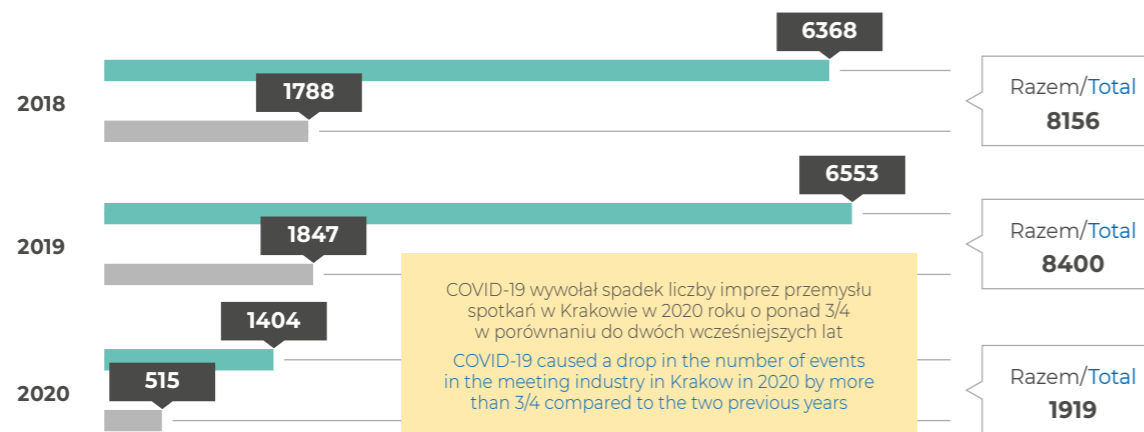 6368
2018
1788
Razem/Total
8156
6553
2019
1847
Razem/Total
8400
COVID-19 wywołał spadek liczby imprez przemysłu
spotkań w Krakowie w 2020 roku o ponad 3/4
w porównaniu do dwóch wcześniejszych lat
COVID-19 caused a drop in the number of events
in the meeting industry in Krakow in 2020 by more
than 3/4 compared to the two previous years
1404
2020
515
Razem/Total
1919